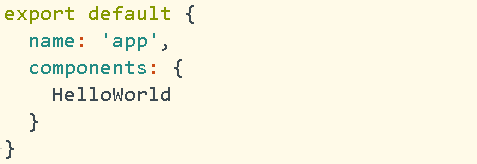 export default {
  name: 'app',
  components: {
    HelloWorld
  }
}